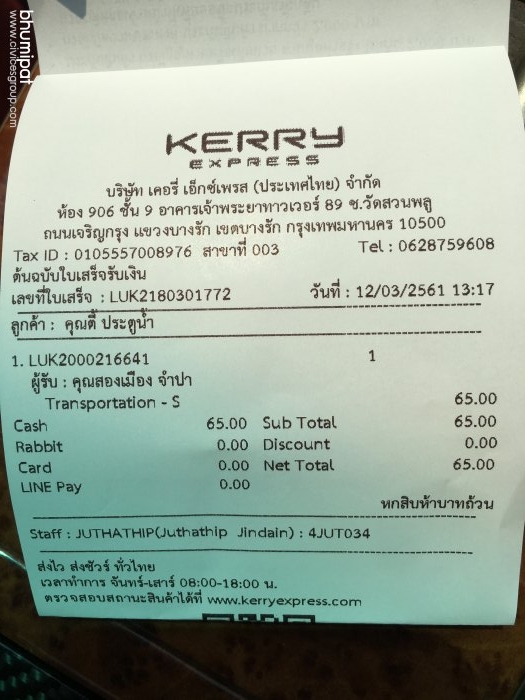 bhumipat
www.civicesgroup.com
KERRY
EXPRESS
บริษัท เคอรี่ เอ็กซ์เพรส (ประเทศไทย) จำกัด
ห้อง 906 ชั้น 9 อาคารเจ้าพระยาทาวเวอร์ 89 ซ.วัดสวนพลู
ถนนเจริญกรุง แขวงบางรัก เขตบางรัก กรุงเทพมหานคร 10500
Tax ID : 0105557008976 สาขาที่ 003 Tel : 0628759608
ต้นฉบับใบเสร็จรับเงิน
เลขที่ใบเสร็จ : LUK2180301772 วันที่ : 12/03/2561 13:17
ลูกค้า : คุณตี้ ประตูน้ำ
1. LUK2000216641 1
ผู้รับ : คุณสองเมือง จำปา
Transportation - S 65.00
Cash 65.00 Sub Total 65.00
Rabbit 0.00 Discount 0.00
Card 0.00 Net Total 65.00
LINE Pay 0.00
หกสิบห้าบาทถ้วน
Staff : JUTHATHIP(Juthathip Jindain) : 4JUT034
ส่งไว ส่งชัวร์ ทั่วไทย
เวลาทำการ จันทร์-เสาร์ 08:00-18:00 น.
ตรวจสอบสถานะสินค้าได้ที่ www.kerryexpress.com